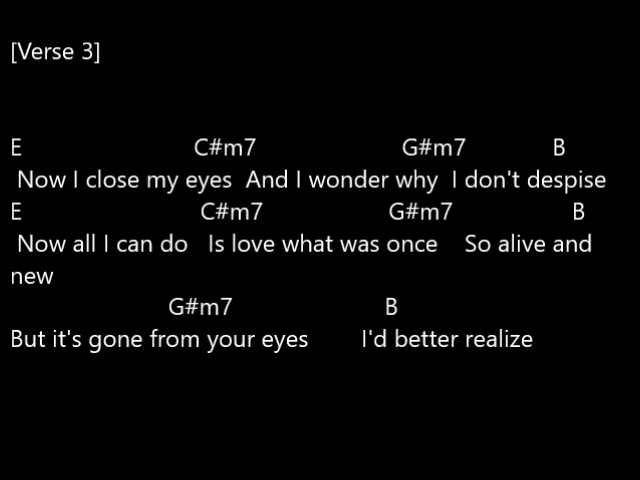 [Verse 3]
E C#m7 G#m7 B
Now I close my eyes And I wonder why I don't despise
E C#m7 G#m7 B
Now all I can do Is love what was once So alive and
new
G#m7 B
But it's gone from your eyes I'd better realize